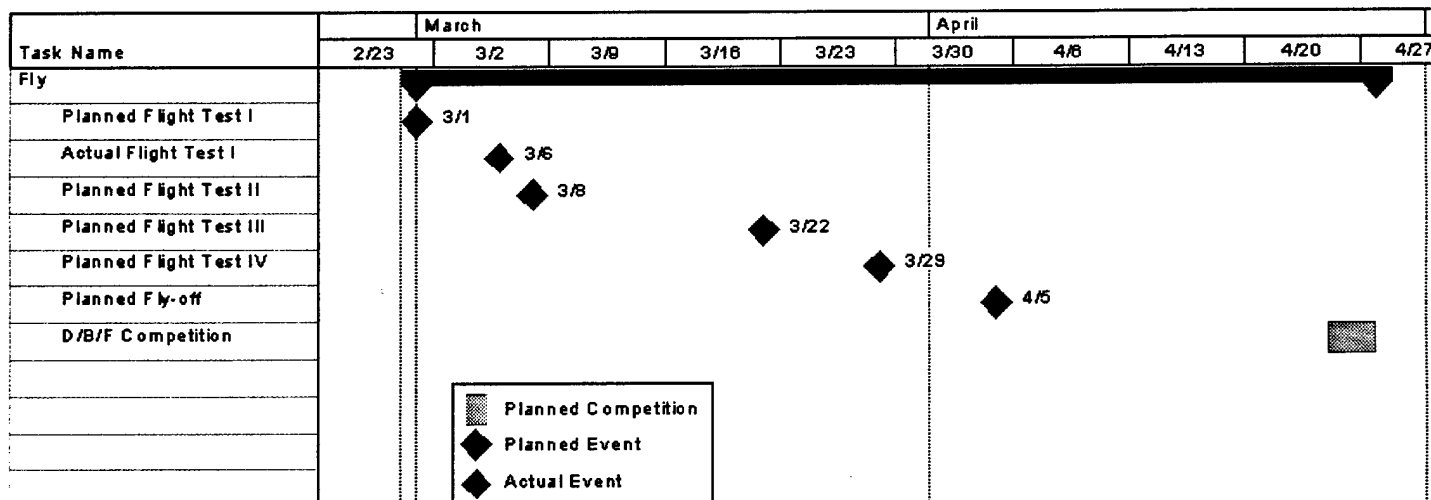 March April
Task Name 2/23 3/2 3/9 3/16 3/23 3/30 4/6 4/13 4/20 4/27
Fly
Planned Flight Test I 3/1
Actual Flight Test I 3/6
Planned Flight Test II 3/8
Planned Flight Test III 3/22
Planned Flight Test IV 3/29
Planned Fly-off 4/5
D/B/F Competition
Planned Competition
Planned Event
Actual Event